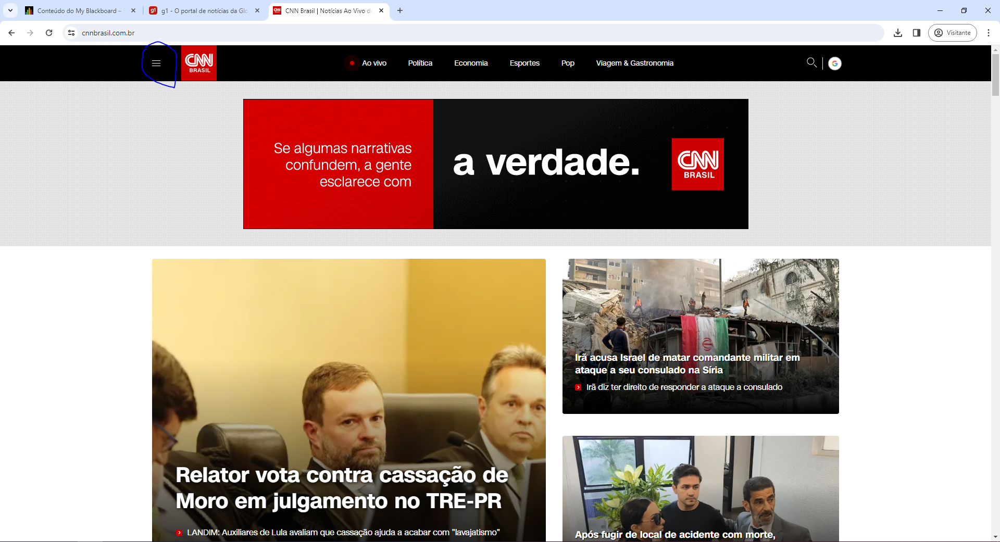 Conteúdo do My Blackboard –
g1 - O portal de notícias da Glo
CNN Brasil | Notícias Ao Vivo do
cnnbrasil.com.br
Visitante
CNN
BRASIL
Ao vivo
Política
Economia
Esportes
Pop
Viagem & Gastronomia
Se algumas narrativas
confundem, a gente
esclarece com
a verdade.
CNN
BRASIL
Relator vota contra cassação de
Moro em julgamento no TRE-PR
LANDIM: Auxiliares de Lula avaliam que cassação ajuda a acabar com "lavajatismo"
Irã acusa Israel de matar comandante militar em
ataque a seu consulado na Síria
Irã diz ter direito de responder a ataque a consulado
Após fugir de local de acidente com morte,